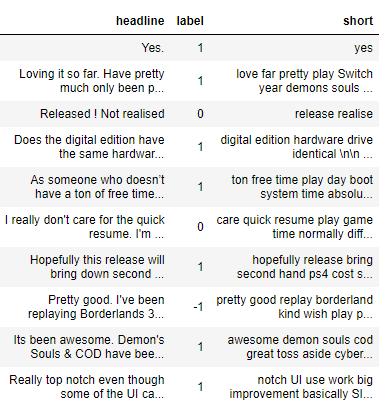 headline label short
Yes. 1 yes
Loving it so far. Have pretty love far pretty play Switch
much only been p... 1 year demons souls ...
Released ! Not realised 0 release realise
Does the digital edition have digital edition hardware drive
the same hardwar... 1 identical \n\n ...
As someone who doesn't ton free time play day boot
have a ton of free time... 1 system time absolu...
I really don't care for the quick care quick resume play game
resume. I'm ... 0 time normally diff...
Hopefully this release will hopefully release bring
bring down second ... 1 second hand ps4 cost s...
Pretty good. I've been pretty good replay borderland
replaying Borderlands 3... -1 kind wish play p...
Its been awesome. Demon's awesome demon souls cod
Souls & COD have bee... 1 great toss aside cyber...
Really top notch even though notch UI use work big
some of the UI ca... 1 improvement basically SI...